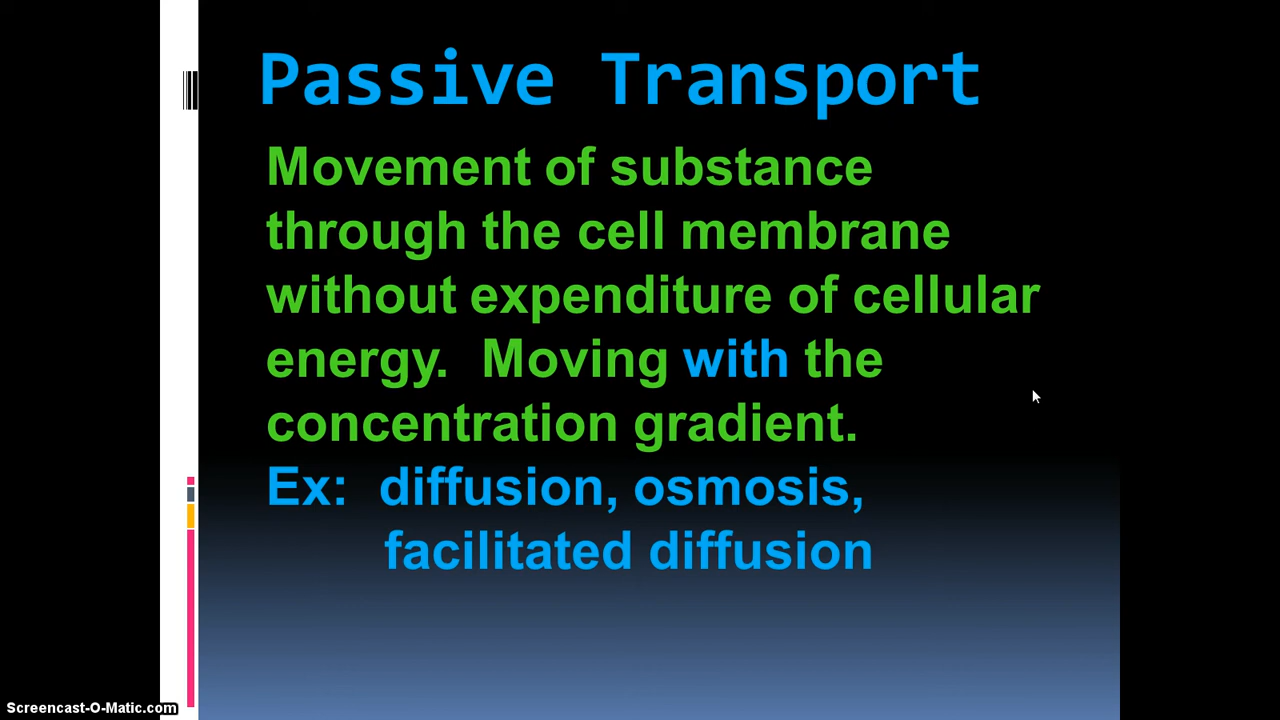 Passive Transport
Movement of substance
through the cell membrane
without expenditure of cellular
energy.  Moving with the
concentration gradient.
Ex:  diffusion, osmosis,
facilitated diffusion
Screencast-O-Matic.com